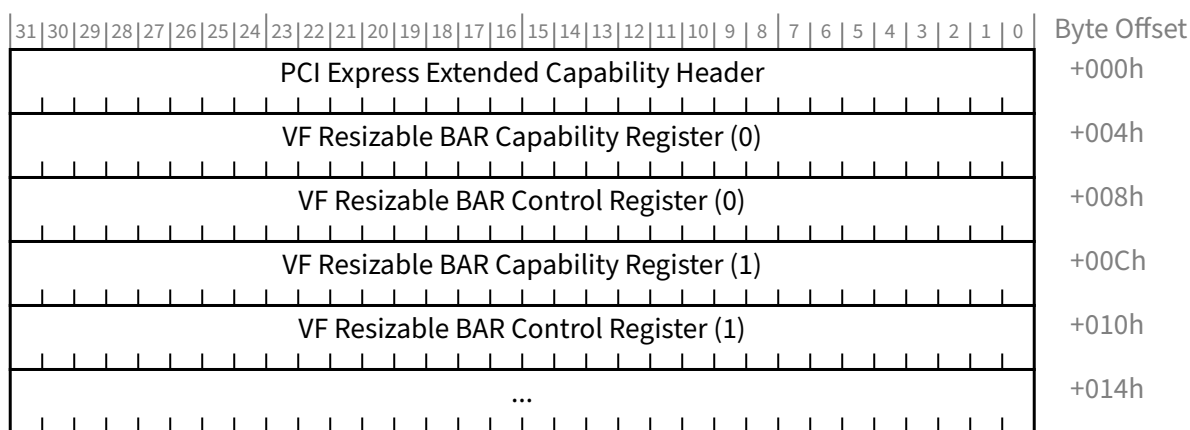 31 30 29 28 27 26 25 24 23 22 21 20 19 18 17 16 15 14 13 12 11 10 9 8 7 6 5 4 3 2 1 0 Byte Offset
PCI Express Extended Capability Header +000h
VF Resizable BAR Capability Register (0) +004h
VF Resizable BAR Control Register (0) +008h
VF Resizable BAR Capability Register (1) +00Ch
VF Resizable BAR Control Register (1) +010h
... +014h